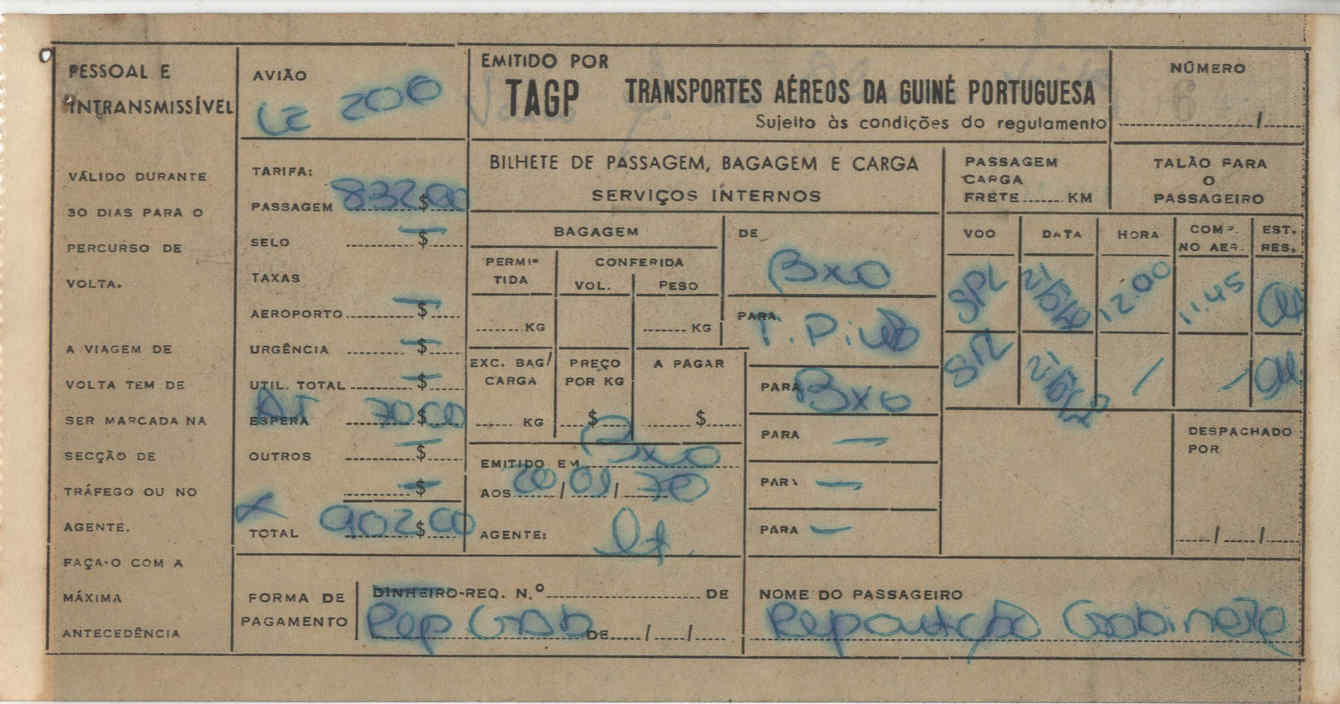 PESSOAL E
INTRANSMISSÍVEL
VÁLIDO DURANTE
30 DIAS PARA O
PERCURSO DE
VOLTA.
A VIAGEM DE
VOLTA TEM DE
SER MARCADA NA
SECÇÃO DE
TRÁFEGO OU NO
AGENTE.
FAÇA-O COM A
MÁXIMA
ANTECEDÊNCIA
AVIÃO
200
TARIFA:
PASSAGEM 832$00
SELO $
TAXAS
AEROPORTO $
URGÊNCIA $
UTIL. TOTAL $
ESPERA 70$00
OUTROS $
$
TOTAL 902$00
EMITIDO POR
TAGP TRANSPORTES AÉREOS DA GUINÉ PORTUGUESA
Sujeito às condições do regulamento
NÚMERO
/
BILHETE DE PASSAGEM, BAGAGEM E CARGA
SERVIÇOS INTERNOS
PASSAGEM
CARGA
FRETE KM
TALÃO PARA
O
PASSAGEIRO
BAGAGEM
PERMI-
TIDA
CONFERIDA
VOL. PESO
KG KG
EXC. BAG/
CARGA
PREÇO
POR KG
A PAGAR
KG $ $
EMITIDO EM Bxo
AOS 20/01/70
AGENTE:
DE
Bxo
PARA
PARA Bxo
PARA —
PARA —
PARA —
VOO DATA HORA COMP. NO AER. EST. RES.
SPL 12:00 11.45
SPL / —
DESPACHADO
POR
/ /
FORMA DE
PAGAMENTO
DINHEIRO-REQ. N.º DE
Rep Gab DE / /
NOME DO PASSAGEIRO
Repartição Gabinete